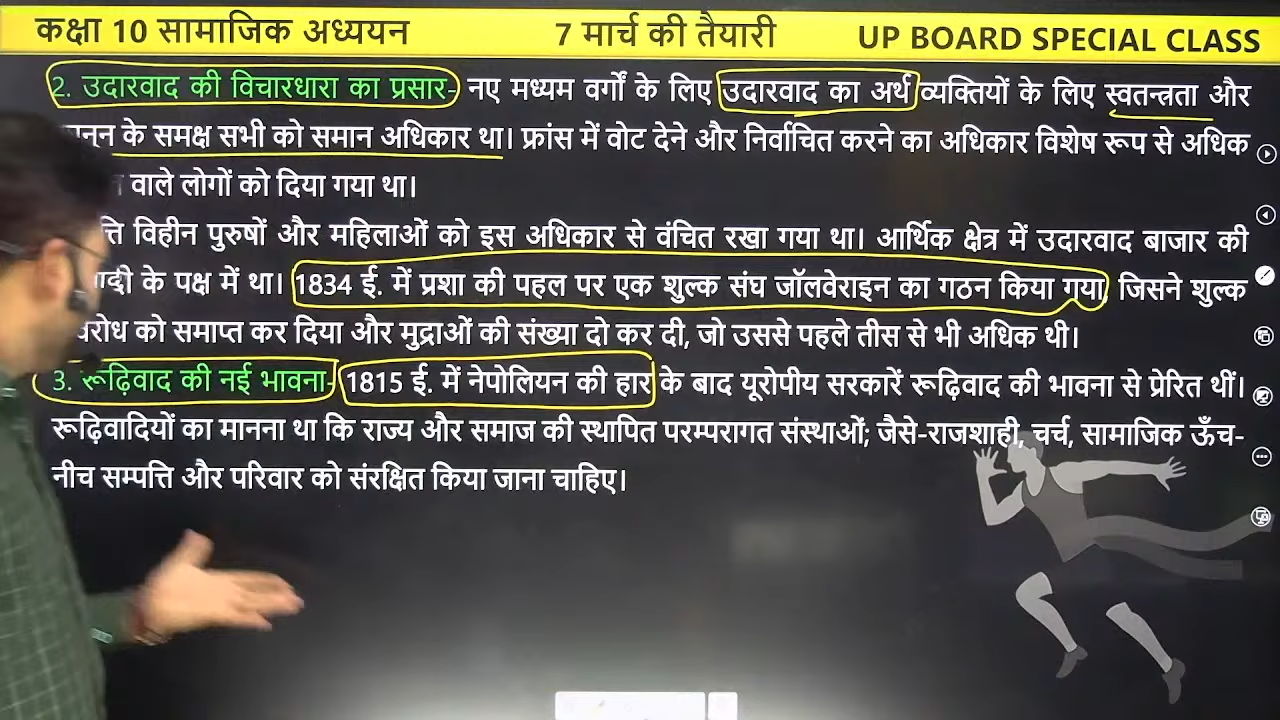 कक्षा 10 सामाजिक अध्ययन 7 मार्च की तैयारी UP BOARD SPECIAL CLASS
2. उदारवाद की विचारधारा का प्रसार- नए मध्यम वर्गों के लिए उदारवाद का अर्थ व्यक्तियों के लिए स्वतन्त्रता और
के समक्ष सभी को समान अधिकार था। फ्रांस में वोट देने और निर्वाचित करने का अधिकार विशेष रूप से अधिक
वाले लोगों को दिया गया था।
विहीन पुरुषों और महिलाओं को इस अधिकार से वंचित रखा गया था। आर्थिक क्षेत्र में उदारवाद बाजार की
के पक्ष में था। 1834 ई. में प्रशा की पहल पर एक शुल्क संघ जॉलवेराइन का गठन किया गया, जिसने शुल्क
को समाप्त कर दिया और मुद्राओं की संख्या दो कर दी, जो उससे पहले तीस से भी अधिक थी।
3. रूढ़िवाद की नई भावना- 1815 ई. में नेपोलियन की हार के बाद यूरोपीय सरकारें रूढ़िवाद की भावना से प्रेरित थीं।
रूढ़िवादियों का मानना था कि राज्य और समाज की स्थापित परम्परागत संस्थाओं; जैसे-राजशाही, चर्च, सामाजिक ऊँच-
नीच सम्पत्ति और परिवार को संरक्षित किया जाना चाहिए।